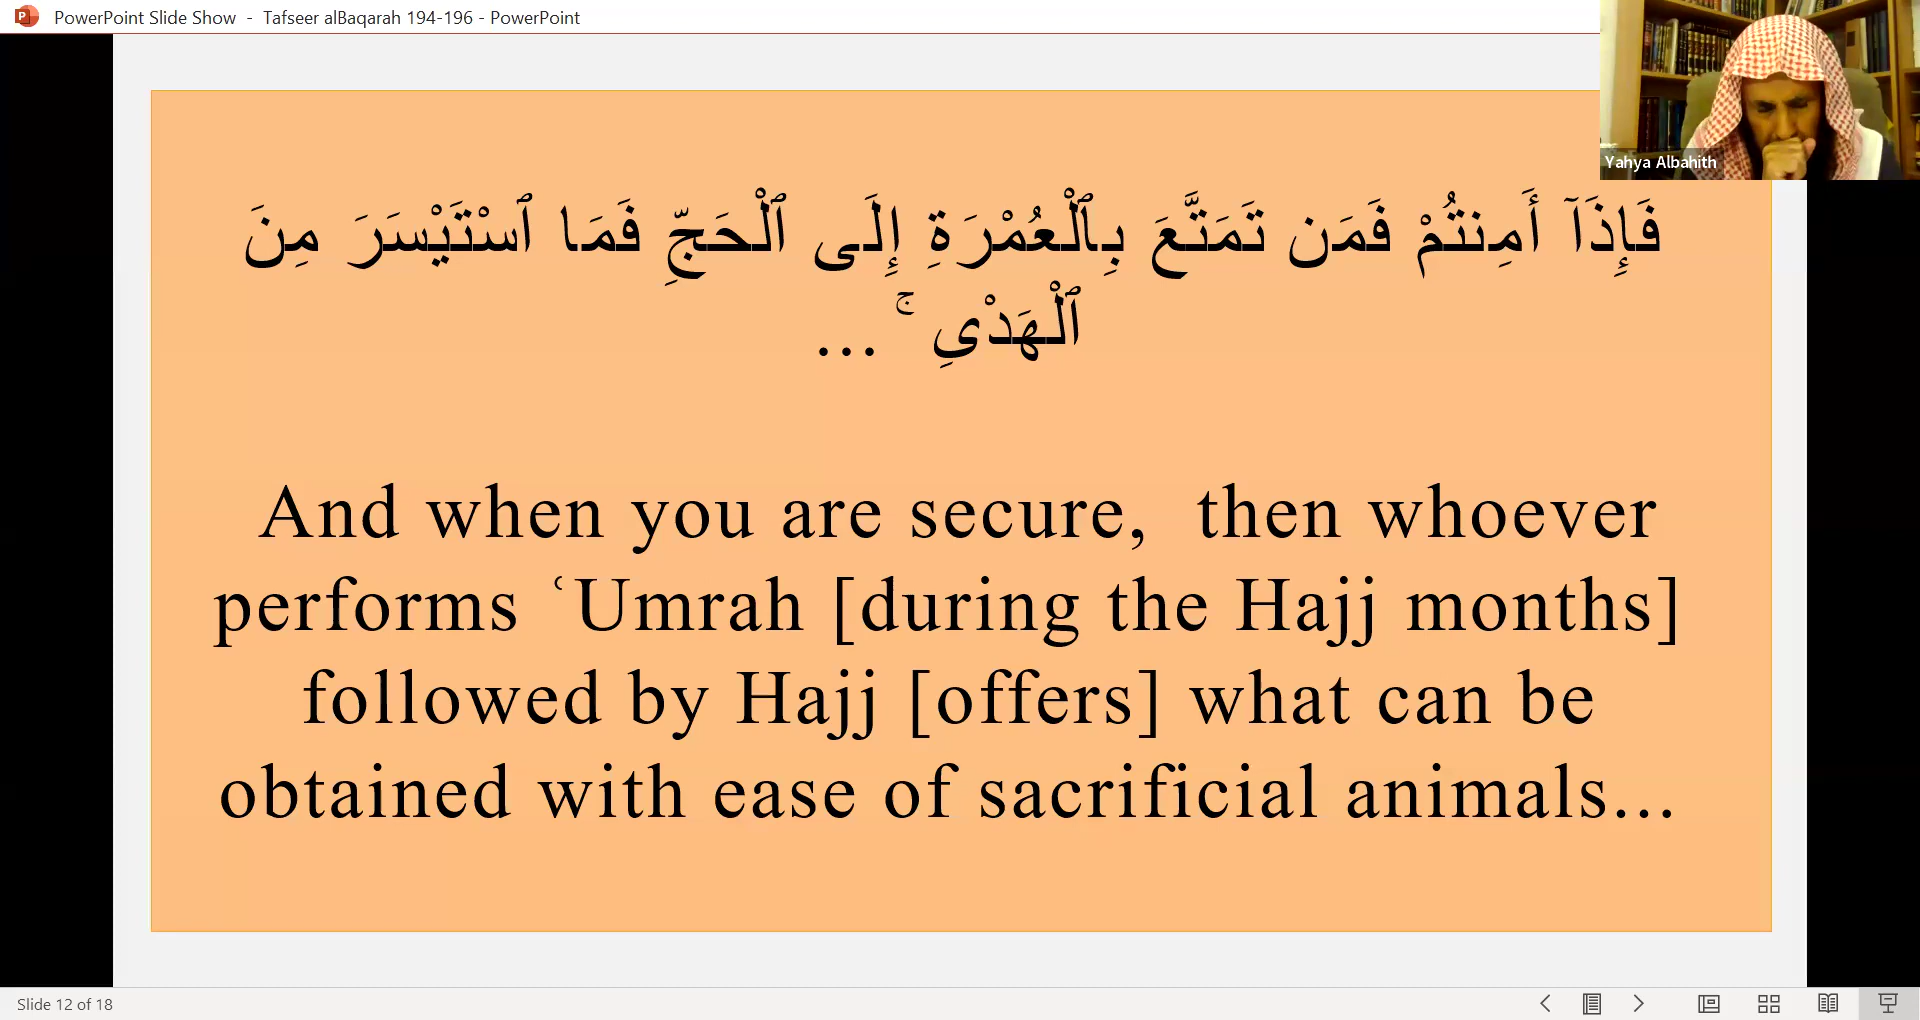 PowerPoint Slide Show - Tafseer alBaqarah 194-196 - PowerPoint
Yahya Albahith
فَإِذَآ أَمِنتُمْ فَمَن تَمَتَّعَ بِٱلْعُمْرَةِ إِلَى ٱلْحَجِّ فَمَا ٱسْتَيْسَرَ مِنَ
ٱلْهَدْىِ ۚ ...
And when you are secure, then whoever
performs ʿUmrah [during the Hajj months]
followed by Hajj [offers] what can be
obtained with ease of sacrificial animals...
Slide 12 of 18